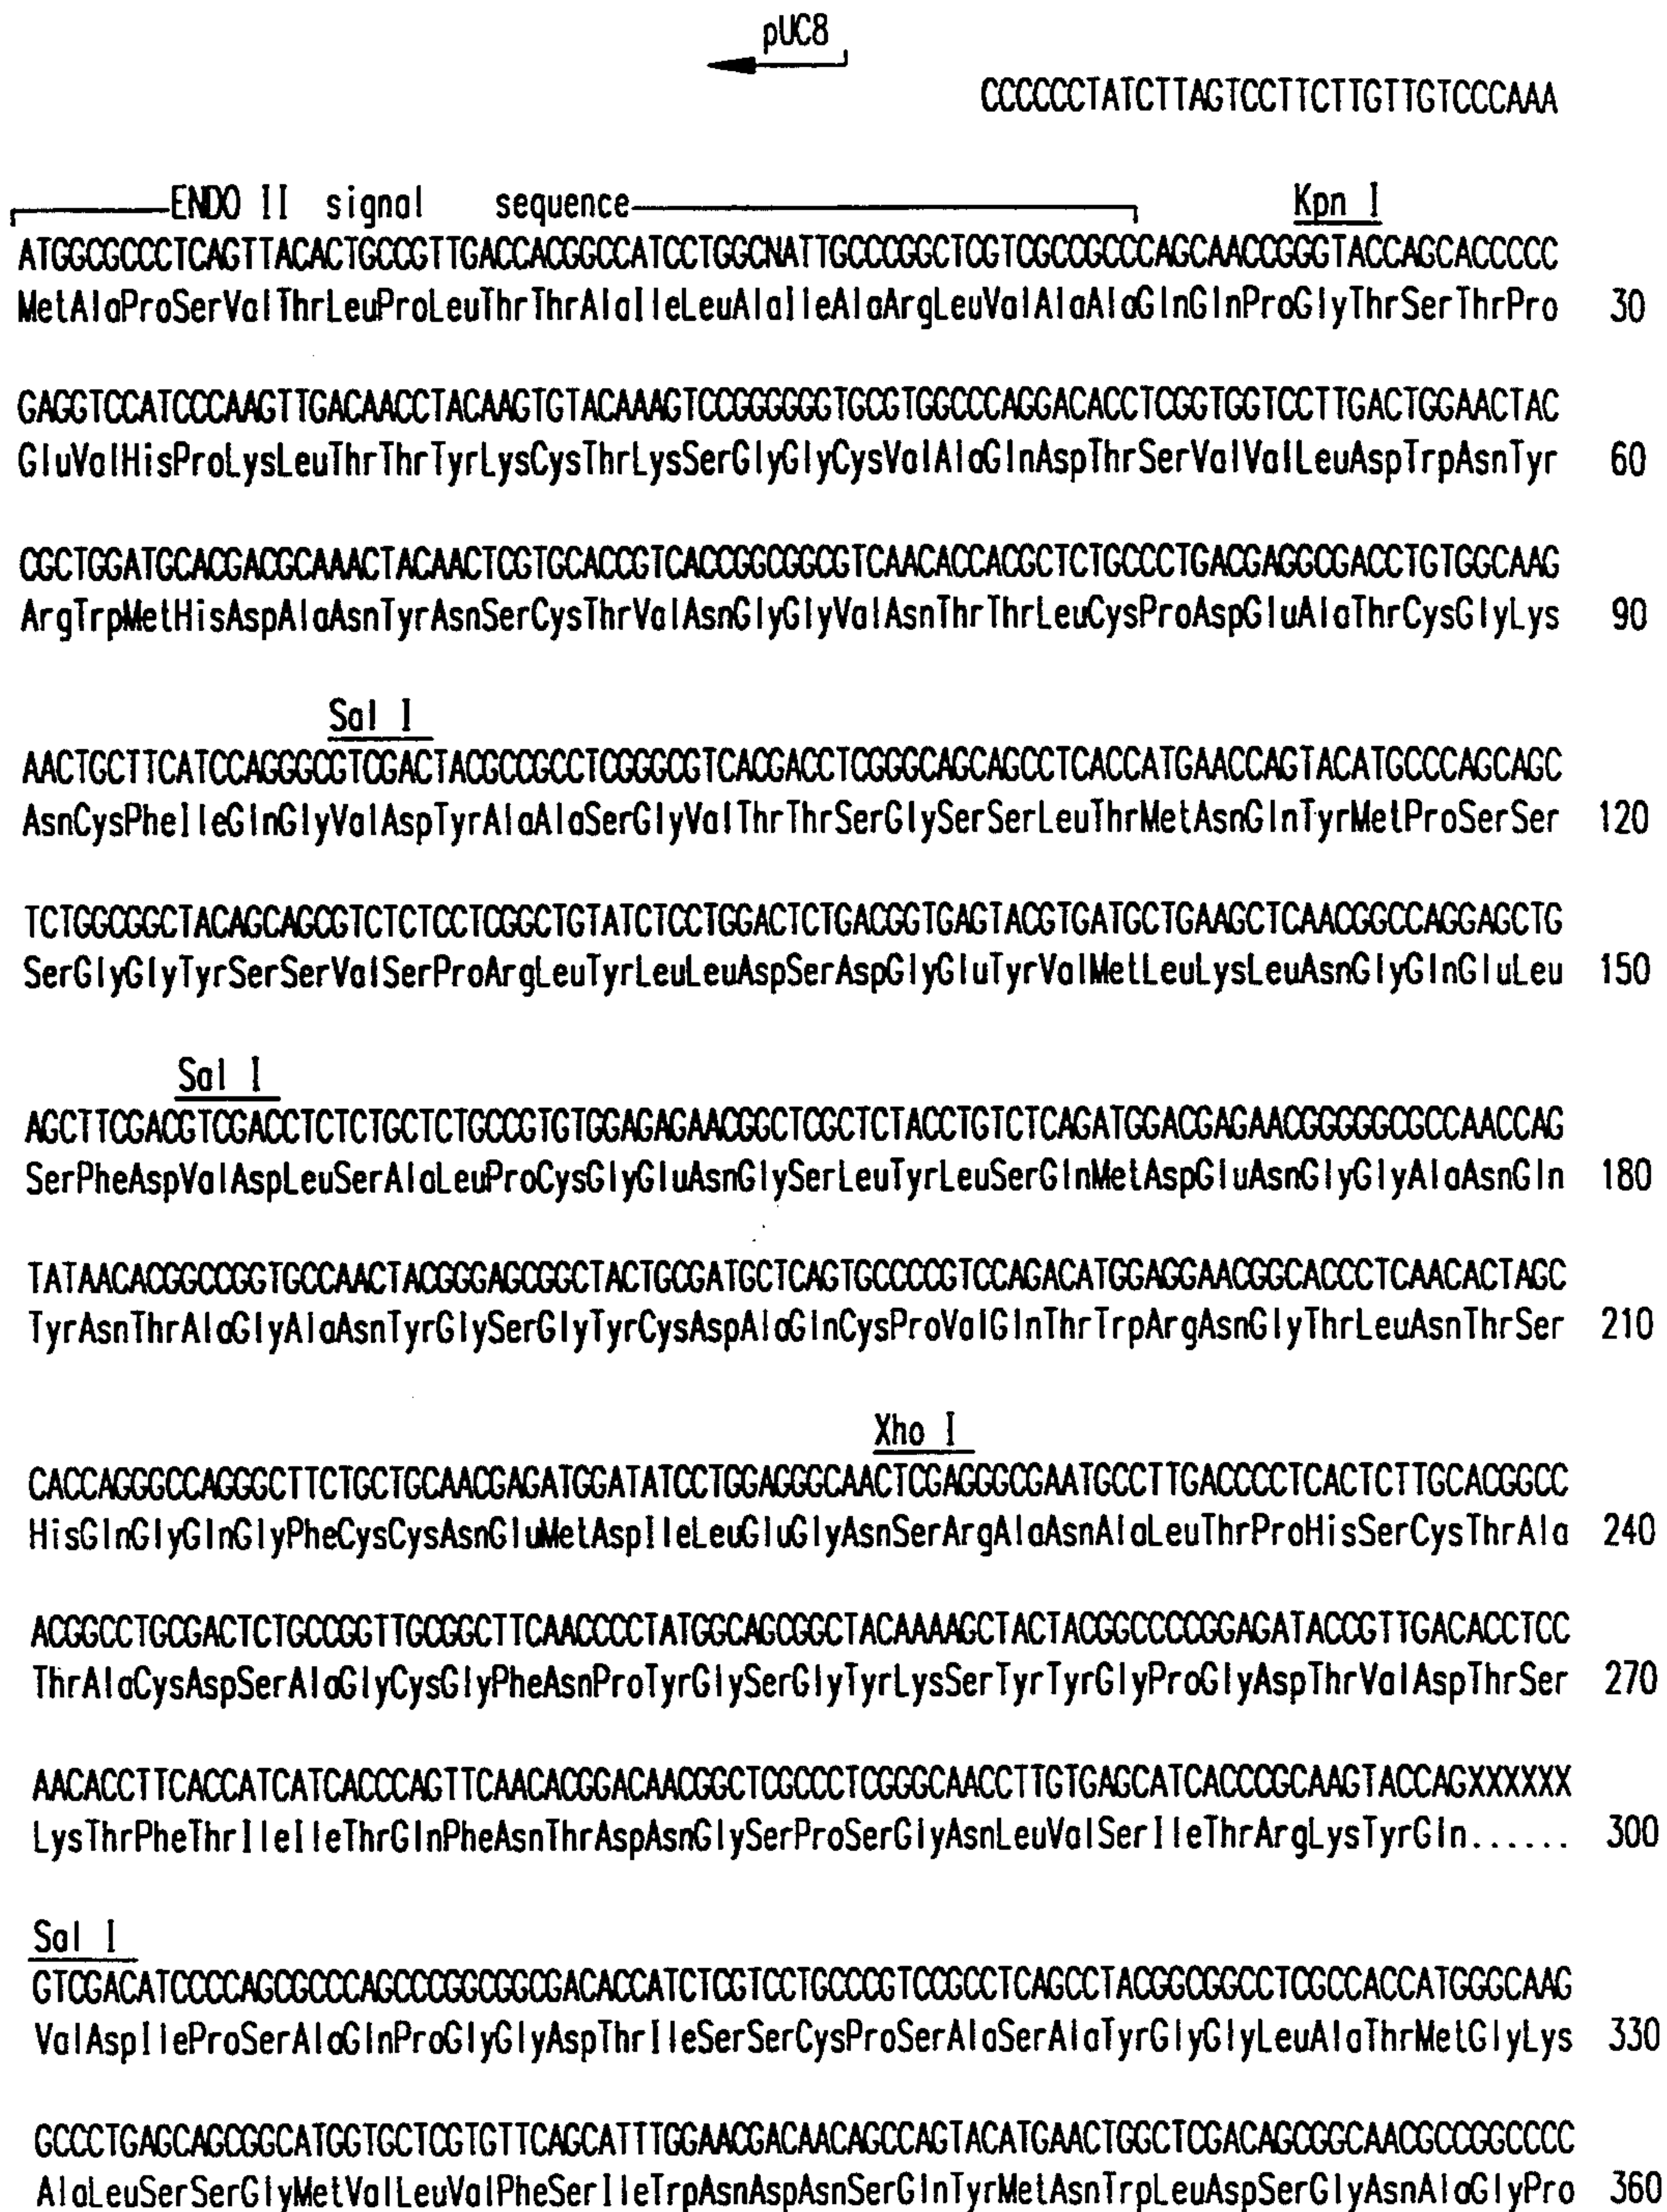 pUC8
CCCCCCTATCTTAGTCCTTCTTGTTGTCCCAAA
ENDO II signal sequence Kpn I
ATGGCGCCCTCAGTTACACTGCCGTTGACCACGGCCATCCTGGCNATTGCCCGGCTCGTCGCCGCCCAGCAACCGGGTACCAGCACCCCC
MetAlaProSerValThrLeuProLeuThrThrAlaIleLeuAlaIleAlaArgLeuValAlaAlaGlnGlnProGlyThrSerThrPro 30
GAGGTCCATCCCAAGTTGACAACCTACAAGTGTACAAAGTCCGGGGGGTGCGTGGCCCAGGACACCTCGGTGGTCCTTGACTGGAACTAC
GluValHisProLysLeuThrThrTyrLysCysThrLysSerGlyGlyCysValAlaGlnAspThrSerValValLeuAspTrpAsnTyr 60
CGCTGGATGCACGACGCAAACTACAACTCGTGCACCGTCACCGGCGGCGTCAACACCACGCTCTGCCCTGACGAGGCGACCTGTGGCAAG
ArgTrpMetHisAspAlaAsnTyrAsnSerCysThrValAsnGlyGlyValAsnThrThrLeuCysProAspGluAlaThrCysGlyLys 90
Sal I
AACTGCTTCATCCAGGGCGTCGACTACGCCGCCTCGGGCGTCACGACCTCGGGCAGCAGCCTCACCATGAACCAGTACATGCCCAGCAGC
AsnCysPheIleGlnGlyValAspTyrAlaAlaSerGlyValThrThrSerGlySerSerLeuThrMetAsnGlnTyrMetProSerSer 120
TCTGGCGGCTACAGCAGCGTCTCTCCTCGGCTGTATCTCCTGGACTCTGACGGTGAGTACGTGATGCTGAAGCTCAACGGCCAGGAGCTG
SerGlyGlyTyrSerSerValSerProArgLeuTyrLeuLeuAspSerAspGlyGluTyrValMetLeuLysLeuAsnGlyGlnGluLeu 150
Sal I
AGCTTCGACGTCGACCTCTCTGCTCTGCCGTGTGGAGAGAACGGCTCGCTCTACCTGTCTCAGATGGACGAGAACGGGGGCGCCAACCAG
SerPheAspValAspLeuSerAlaLeuProCysGlyGluAsnGlySerLeuTyrLeuSerGlnMetAspGluAsnGlyGlyAlaAsnGln 180
TATAACACGGCCGGTGCCAACTACGGGAGCGGCTACTGCGATGCTCAGTGCCCCGTCCAGACATGGAGGAACGGCACCCTCAACACTAGC
TyrAsnThrAlaGlyAlaAsnTyrGlySerGlyTyrCysAspAlaGlnCysProValGlnThrTrpArgAsnGlyThrLeuAsnThrSer 210
Xho I
CACCAGGGCCAGGGCTTCTGCTGCAACGAGATGGATATCCTGGAGGGCAACTCGAGGGCGAATGCCTTGACCCCTCACTCTTGCACGGCC
HisGlnGlyGlnGlyPheCysCysAsnGluMetAspIleLeuGluGlyAsnSerArgAlaAsnAlaLeuThrProHisSerCysThrAla 240
ACGGCCTGCGACTCTGCCGGTTGCGGCTTCAACCCCTATGGCAGCGGCTACAAAAGCTACTACGGCCCCGGAGATACCGTTGACACCTCC
ThrAlaCysAspSerAlaGlyCysGlyPheAsnProTyrGlySerGlyTyrLysSerTyrTyrGlyProGlyAspThrValAspThrSer 270
AACACCTTCACCATCATCACCCAGTTCAACACGGACAACGGCTCGCCCTCGGGCAACCTTGTGAGCATCACCCGCAAGTACCAGXXXXXX
LysThrPheThrIleIleThrGlnPheAsnThrAspAsnGlySerProSerGlyAsnLeuValSerIleThrArgLysTyrGln...... 300
Sal I
GTCGACATCCCCAGCGCCCAGCCCGGCGGCGACACCATCTCGTCCTGCCCGTCCGCCTCAGCCTACGGCGGCCTCGCCACCATGGGCAAG
ValAspIleProSerAlaGlnProGlyGlyAspThrIleSerSerCysProSerAlaSerAlaTyrGlyGlyLeuAlaThrMetGlyLys 330
GCCCTGAGCAGCGGCATGGTGCTCGTGTTCAGCATTTGGAACGACAACAGCCAGTACATGAACTGGCTCGACAGCGGCAACGCCGGCCCC
AlaLeuSerSerGlyMetValLeuValPheSerIleTrpAsnAspAsnSerGlnTyrMetAsnTrpLeuAspSerGlyAsnAlaGlyPro 360